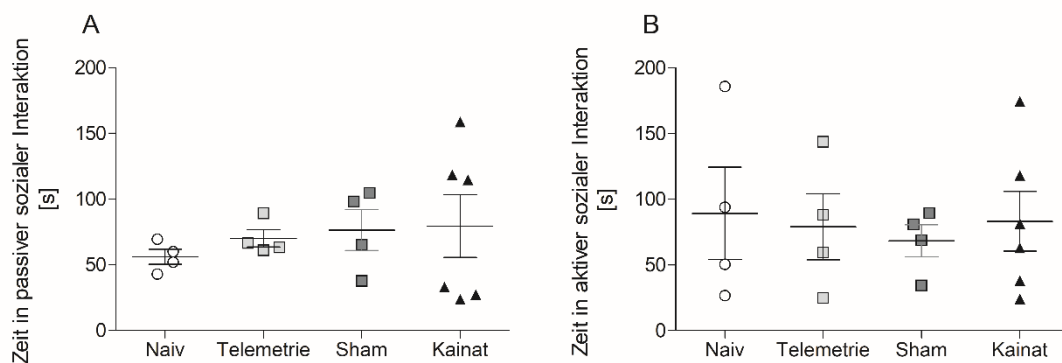 A
Zeit in passiver sozialer Interaktion
[s]
200
150
100
50
0
Naiv Telemetrie Sham Kainat
B
Zeit in aktiver sozialer Interaktion
[s]
200
150
100
50
0
Naiv Telemetrie Sham Kainat